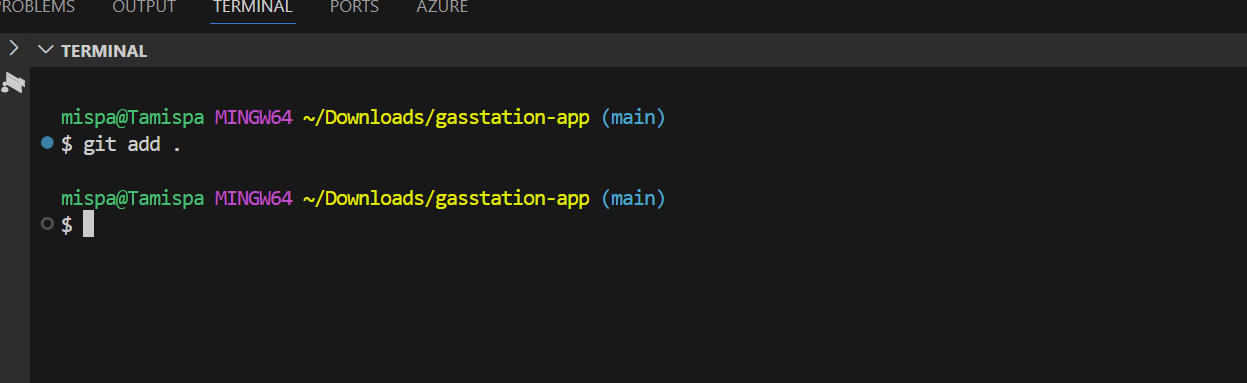 PROBLEMS OUTPUT TERMINAL PORTS AZURE
TERMINAL
mispa@Tamispa MINGW64 ~/Downloads/gasstation-app (main)
$ git add .
mispa@Tamispa MINGW64 ~/Downloads/gasstation-app (main)
$